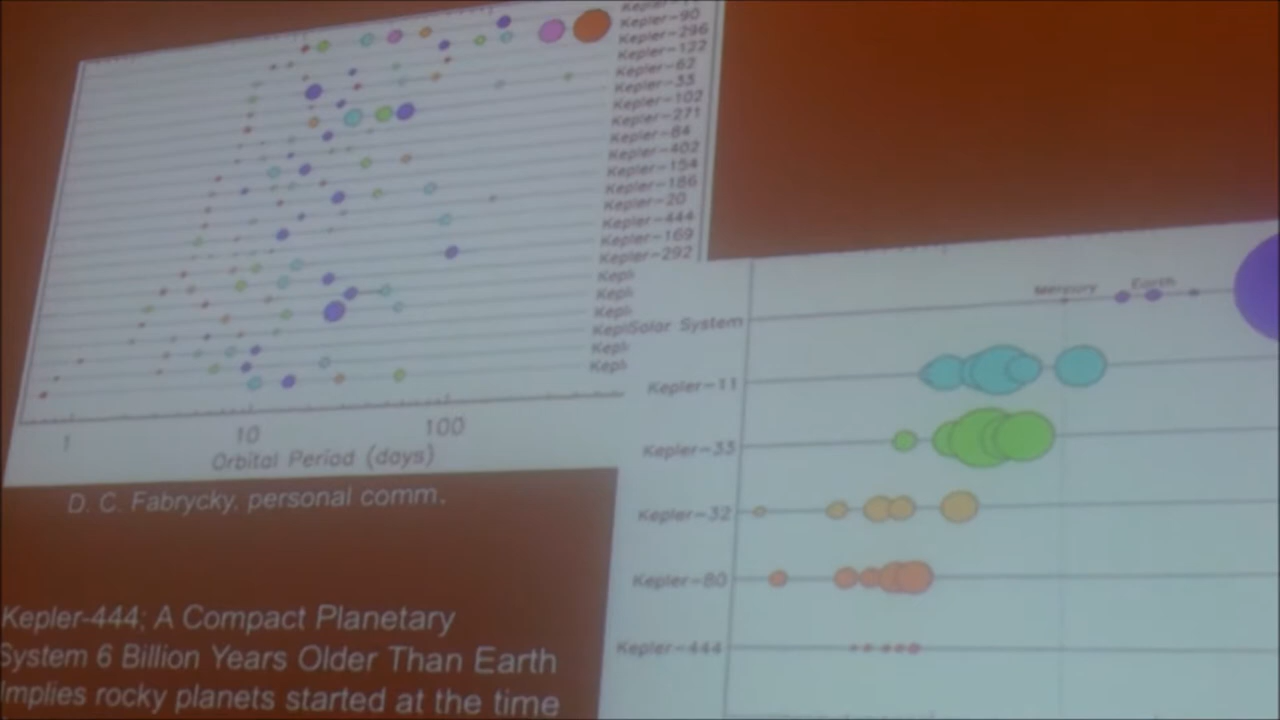 Kepler-90
Kepler-296
Kepler-122
Kepler-62
Kepler-33
Kepler-102
Kepler-271
Kepler-84
Kepler-402
Kepler-154
Kepler-186
Kepler-20
Kepler-444
Kepler-169
Kepler-292
Kepl
Kepl
Kepl
Kepl
Kepl
Kepl
1 10 100
Orbital Period (days)
D. C. Fabrycky, personal comm.
Kepler-444: A Compact Planetary
System 6 Billion Years Older Than Earth
Implies rocky planets started at the time
Mercury Earth
Solar System
Kepler-11
Kepler-33
Kepler-32
Kepler-80
Kepler-444